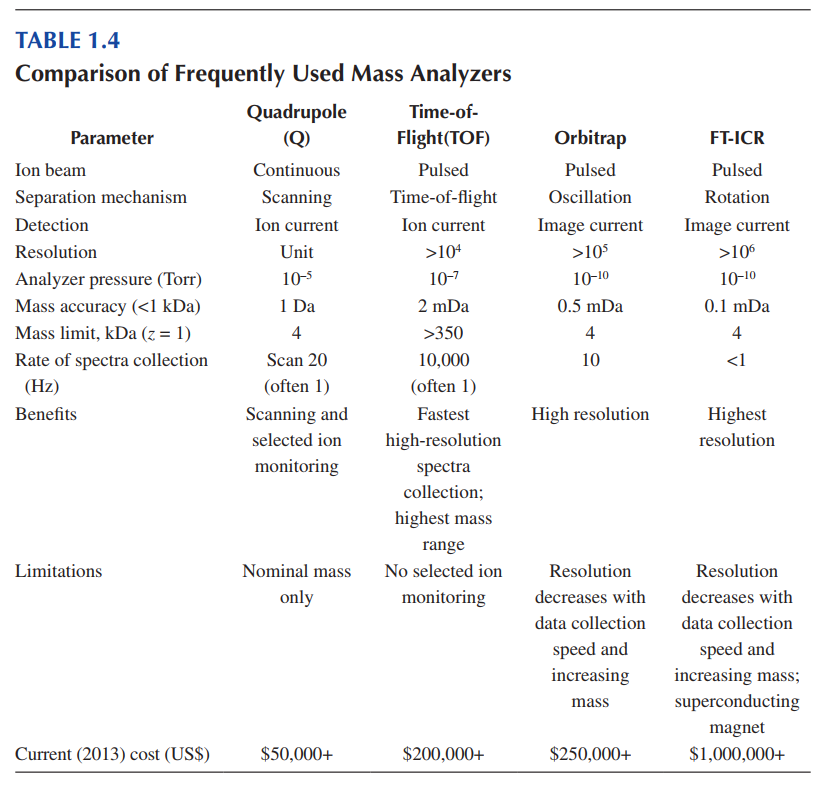 TABLE 1.4
Comparison of Frequently Used Mass Analyzers
Quadrupole Time-of-
Parameter (Q) Flight(TOF) Orbitrap FT-ICR
Ion beam Continuous Pulsed Pulsed Pulsed
Separation mechanism Scanning Time-of-flight Oscillation Rotation
Detection Ion current Ion current Image current Image current
Resolution Unit >10⁴ >10⁵ >10⁶
Analyzer pressure (Torr) 10⁻⁵ 10⁻⁷ 10⁻¹⁰ 10⁻¹⁰
Mass accuracy (<1 kDa) 1 Da 2 mDa 0.5 mDa 0.1 mDa
Mass limit, kDa (z = 1) 4 >350 4 4
Rate of spectra collection Scan 20 10,000 10 <1
(Hz) (often 1) (often 1)
Benefits Scanning and Fastest High resolution Highest
selected ion high-resolution resolution
monitoring spectra
collection;
highest mass
range
Limitations Nominal mass No selected ion Resolution Resolution
only monitoring decreases with decreases with
data collection data collection
speed and speed and
increasing increasing mass;
mass superconducting
magnet
Current (2013) cost (US$) $50,000+ $200,000+ $250,000+ $1,000,000+